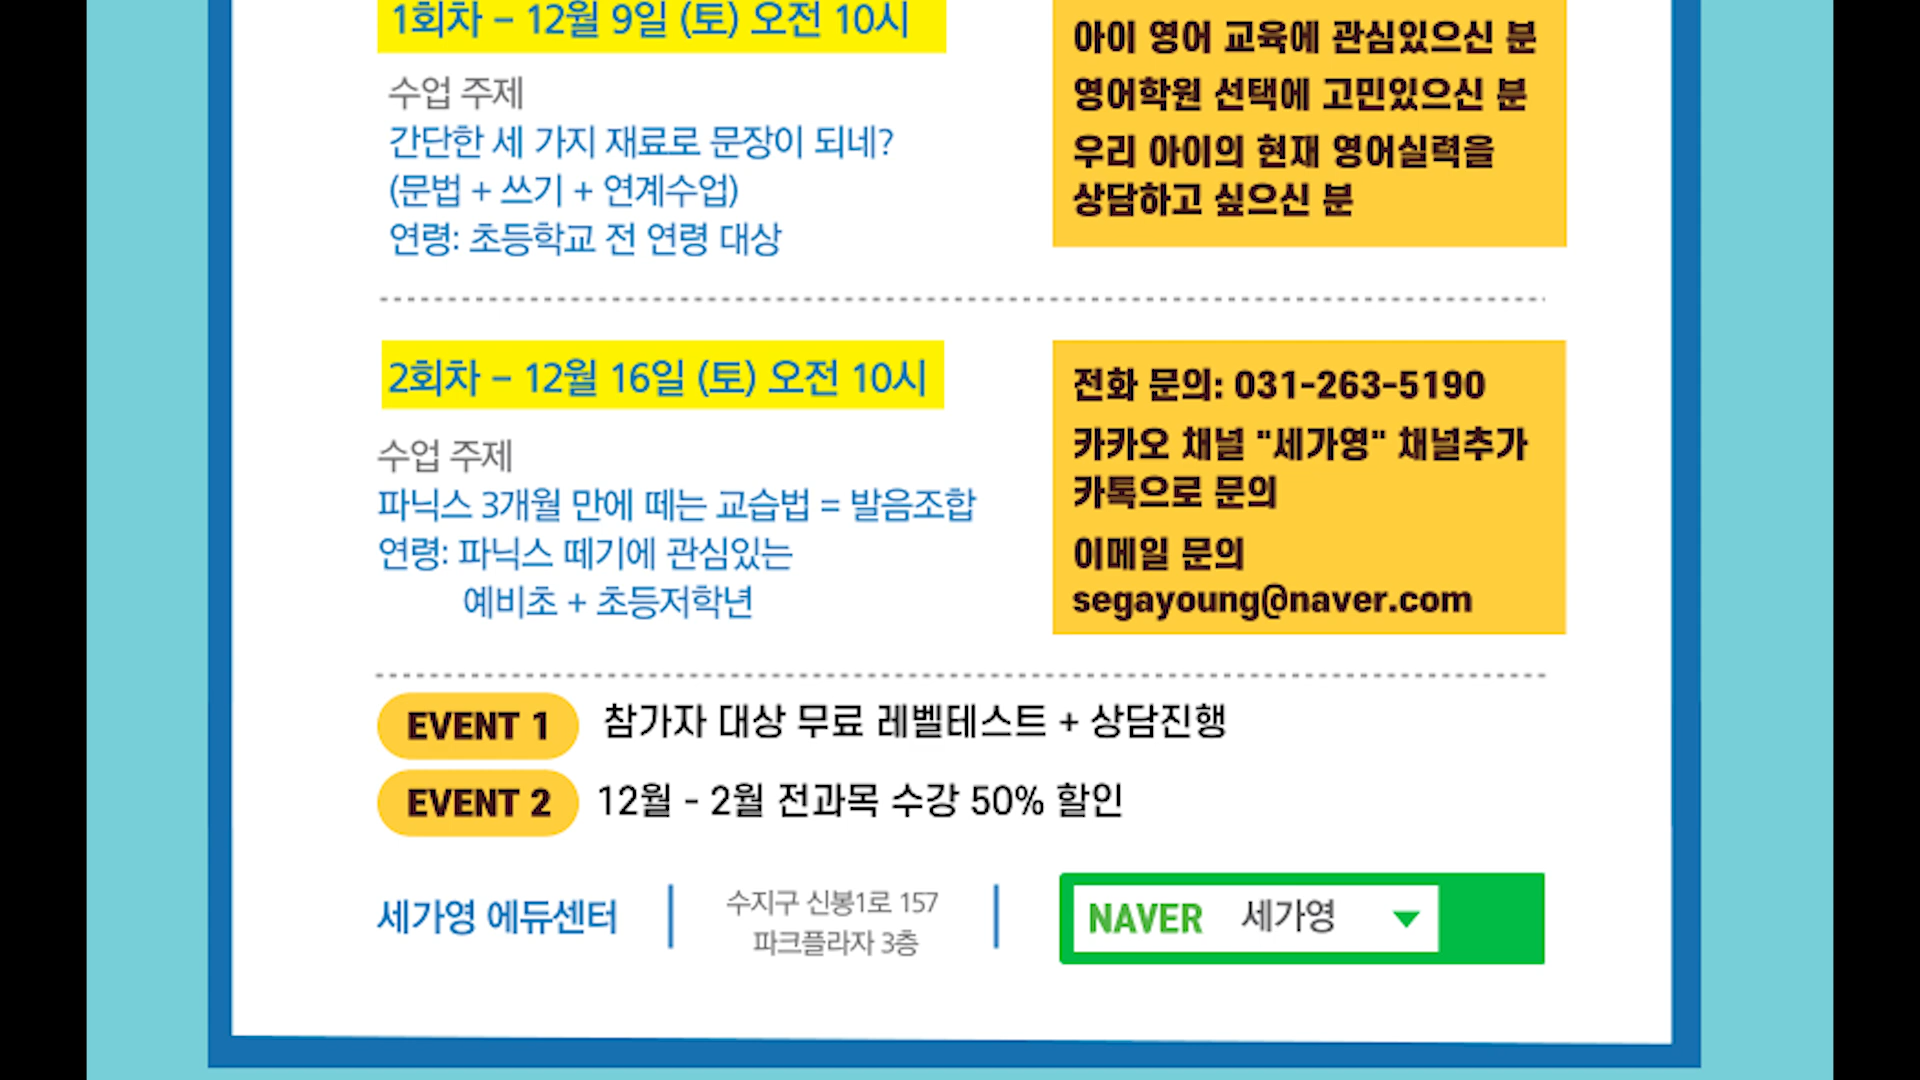 1회차 – 12월 9일 (토) 오전 10시
수업 주제
간단한 세 가지 재료로 문장이 되네?
(문법 + 쓰기 + 연계수업)
연령: 초등학교 전 연령 대상
아이 영어 교육에 관심있으신 분
영어학원 선택에 고민있으신 분
우리 아이의 현재 영어실력을
상담하고 싶으신 분
2회차 – 12월 16일 (토) 오전 10시
수업 주제
파닉스 3개월 만에 떼는 교습법 = 발음조합
연령: 파닉스 떼기에 관심있는
예비초 + 초등저학년
전화 문의: 031-263-5190
카카오 채널 "세가영" 채널추가
카톡으로 문의
이메일 문의
segayoung@naver.com
EVENT 1 참가자 대상 무료 레벨테스트 + 상담진행
EVENT 2 12월 - 2월 전과목 수강 50% 할인
세가영 에듀센터
수지구 신봉1로 157
파크플라자 3층
NAVER 세가영